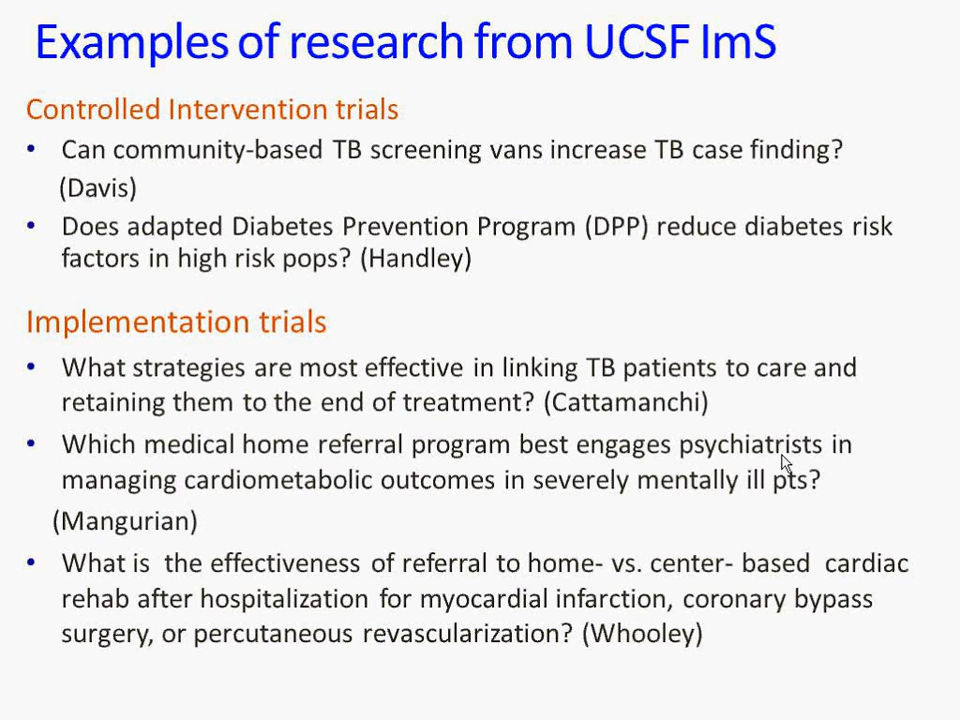 Examples of research from UCSF ImS
Controlled Intervention trials
• Can community-based TB screening vans increase TB case finding?
(Davis)
• Does adapted Diabetes Prevention Program (DPP) reduce diabetes risk
factors in high risk pops? (Handley)
Implementation trials
• What strategies are most effective in linking TB patients to care and
retaining them to the end of treatment? (Cattamanchi)
• Which medical home referral program best engages psychiatrists in
managing cardiometabolic outcomes in severely mentally ill pts?
(Mangurian)
• What is the effectiveness of referral to home- vs. center- based cardiac
rehab after hospitalization for myocardial infarction, coronary bypass
surgery, or percutaneous revascularization? (Whooley)